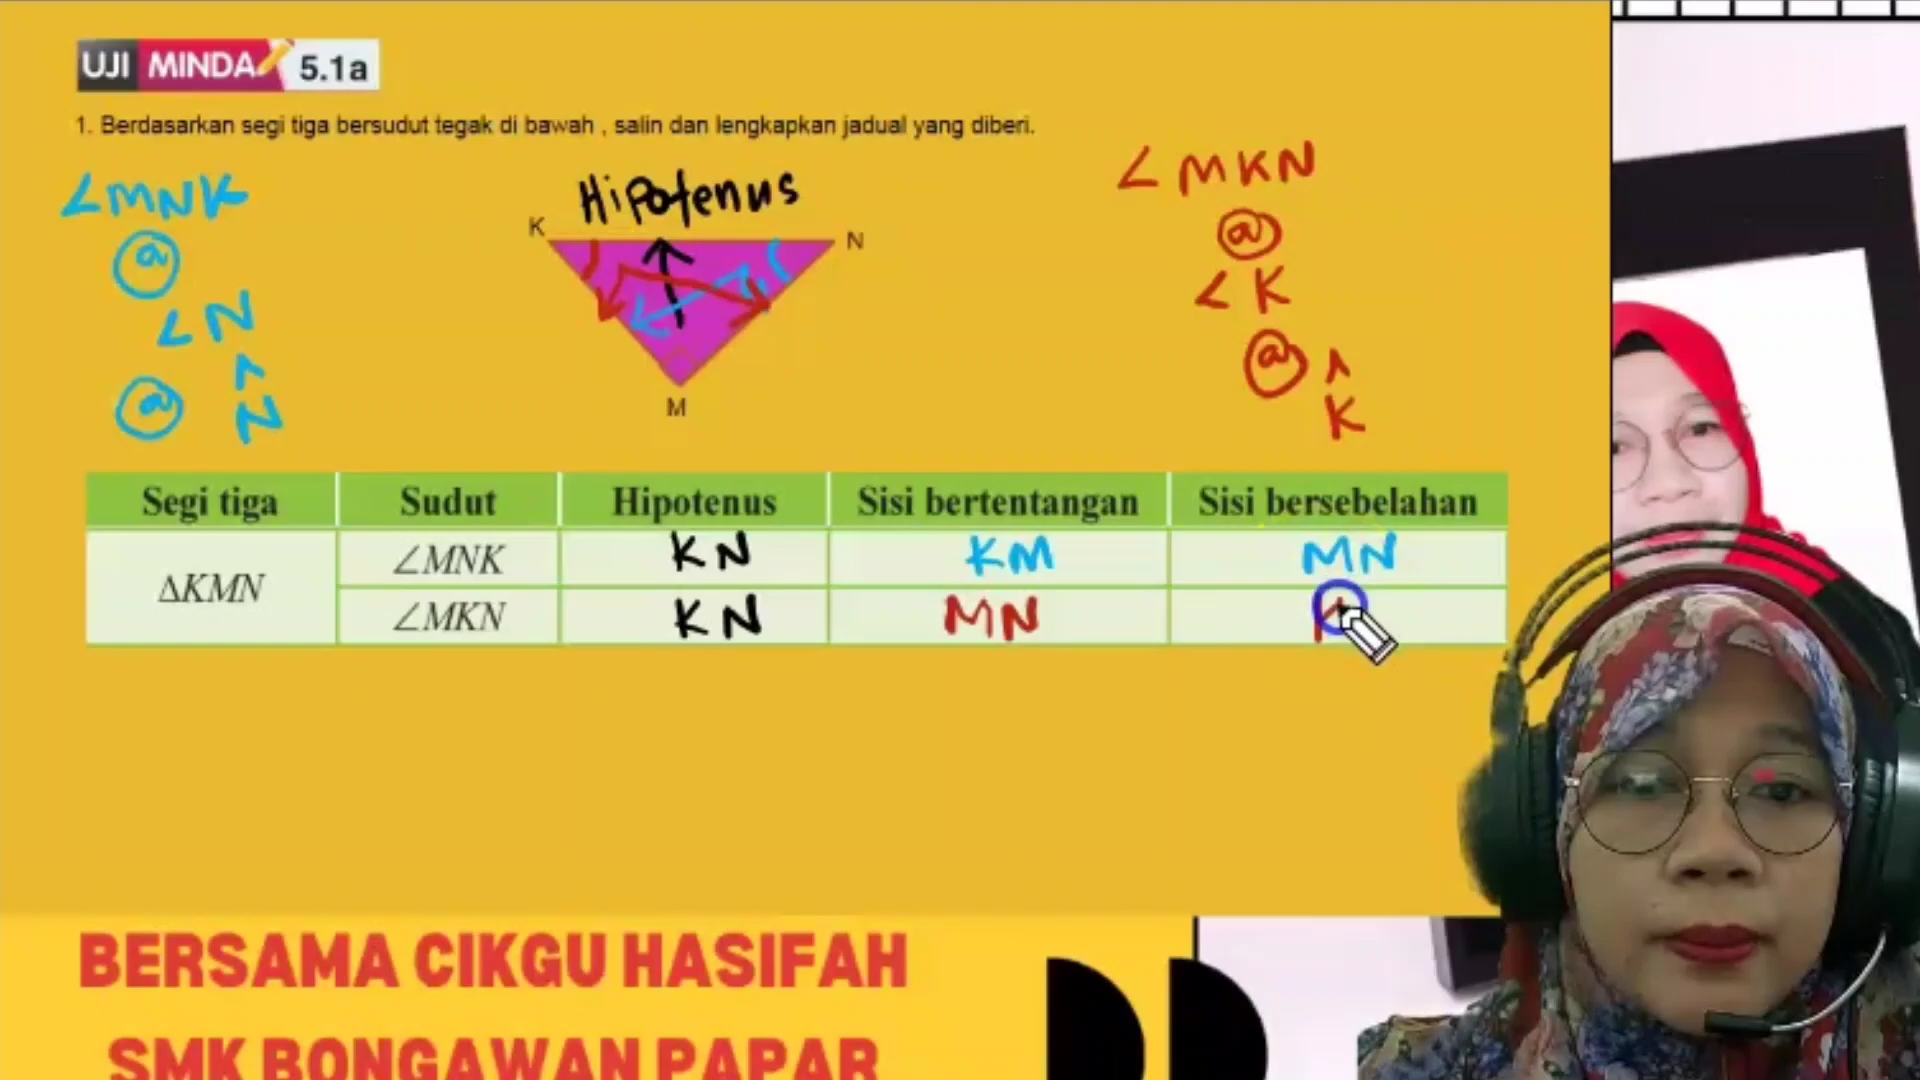 UJI MINDA 5.1a
1. Berdasarkan segi tiga bersudut tegak di bawah , salin dan lengkapkan jadual yang diberi.
∠MNK
@
∠N
@ N̂
Hipotenus
K
N
M
∠MKN
@
∠K
@ K̂
Segi tiga Sudut Hipotenus Sisi bertentangan Sisi bersebelahan
ΔKMN ∠MNK KN KM MN
∠MKN KN MN K
BERSAMA CIKGU HASIFAH
SMK BONGAWAN PAPAR